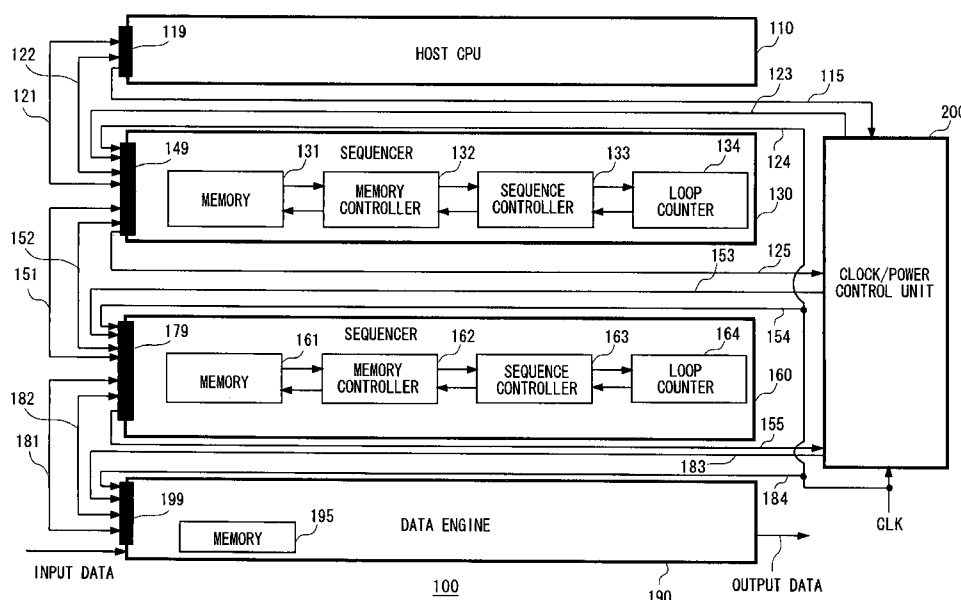 119
HOST CPU
110
122
121
123
115
200
124
149
SEQUENCER
131
132
133
134
MEMORY
MEMORY
CONTROLLER
SEQUENCE
CONTROLLER
LOOP
COUNTER
130
152
151
125
153
CLOCK/POWER
CONTROL UNIT
154
179
SEQUENCER
161
162
163
164
MEMORY
MEMORY
CONTROLLER
SEQUENCE
CONTROLLER
LOOP
COUNTER
160
182
181
155
183
184
199
DATA ENGINE
195
MEMORY
CLK
INPUT DATA
100
190
OUTPUT DATA